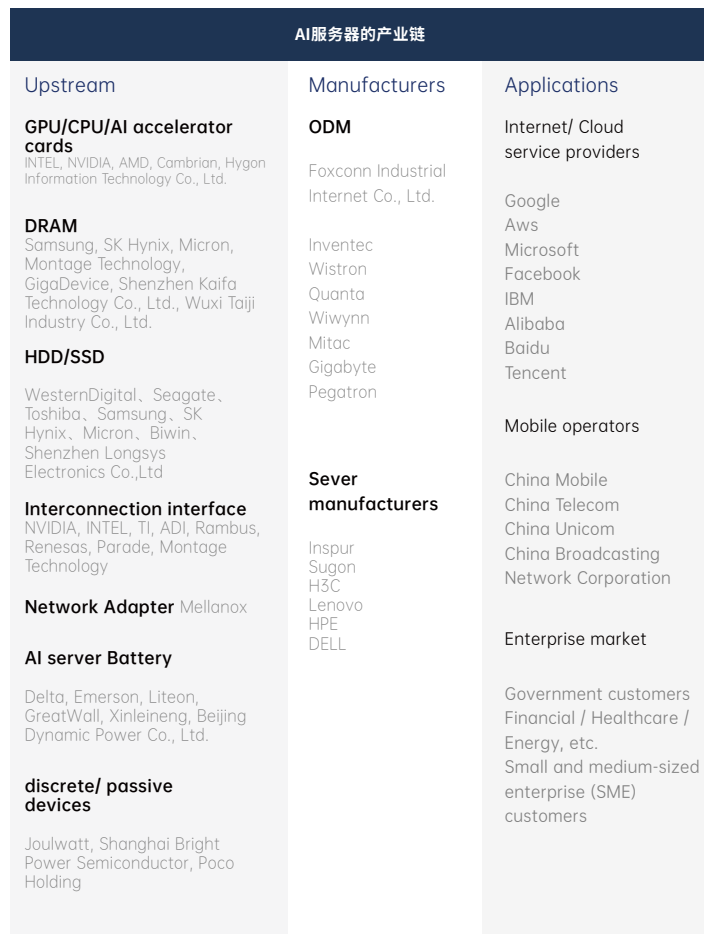 AI服务器的产业链
Upstream
GPU/CPU/AI accelerator
cards
INTEL, NVIDIA, AMD, Cambrian, Hygon
Information Technology Co., Ltd.
DRAM
Samsung, SK Hynix, Micron,
Montage Technology,
GigaDevice, Shenzhen Kaifa
Technology Co., Ltd., Wuxi Taiji
Industry Co., Ltd.
HDD/SSD
WesternDigital、Seagate、
Toshiba、Samsung、SK
Hynix、Micron、Biwin、
Shenzhen Longsys
Electronics Co.,Ltd
Interconnection interface
NVIDIA, INTEL, TI, ADI, Rambus,
Renesas, Parade, Montage
Technology
Network Adapter Mellanox
AI server Battery
Delta, Emerson, Liteon,
GreatWall, Xinleineng, Beijing
Dynamic Power Co., Ltd.
discrete/ passive
devices
Joulwatt, Shanghai Bright
Power Semiconductor, Poco
Holding
Manufacturers
ODM
Foxconn Industrial
Internet Co., Ltd.
Inventec
Wistron
Quanta
Wiwynn
Mitac
Gigabyte
Pegatron
Sever
manufacturers
Inspur
Sugon
H3C
Lenovo
HPE
DELL
Applications
Internet/ Cloud
service providers
Google
Aws
Microsoft
Facebook
IBM
Alibaba
Baidu
Tencent
Mobile operators
China Mobile
China Telecom
China Unicom
China Broadcasting
Network Corporation
Enterprise market
Government customers
Financial / Healthcare /
Energy, etc.
Small and medium-sized
enterprise (SME)
customers